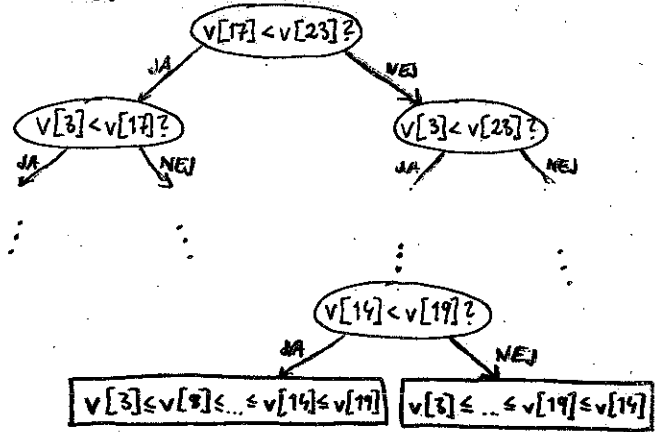 v[17] < v[23]?
JA NEJ
v[3] < v[17]? v[3] < v[23]?
JA NEJ JA NEJ
v[14] < v[19]?
JA NEJ
v[3] ≤ v[8] ≤ ... ≤ v[14] ≤ v[19] v[3] ≤ ... ≤ v[19] ≤ v[14]